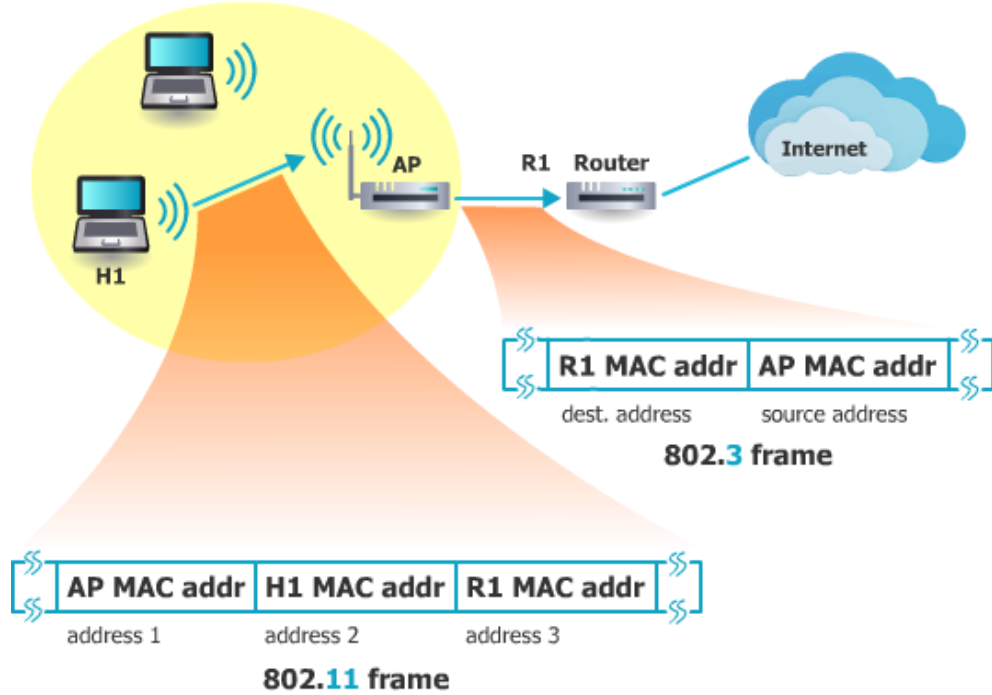 AP
R1 Router
Internet
H1
R1 MAC addr AP MAC addr
dest. address source address
802.3 frame
AP MAC addr H1 MAC addr R1 MAC addr
address 1 address 2 address 3
802.11 frame